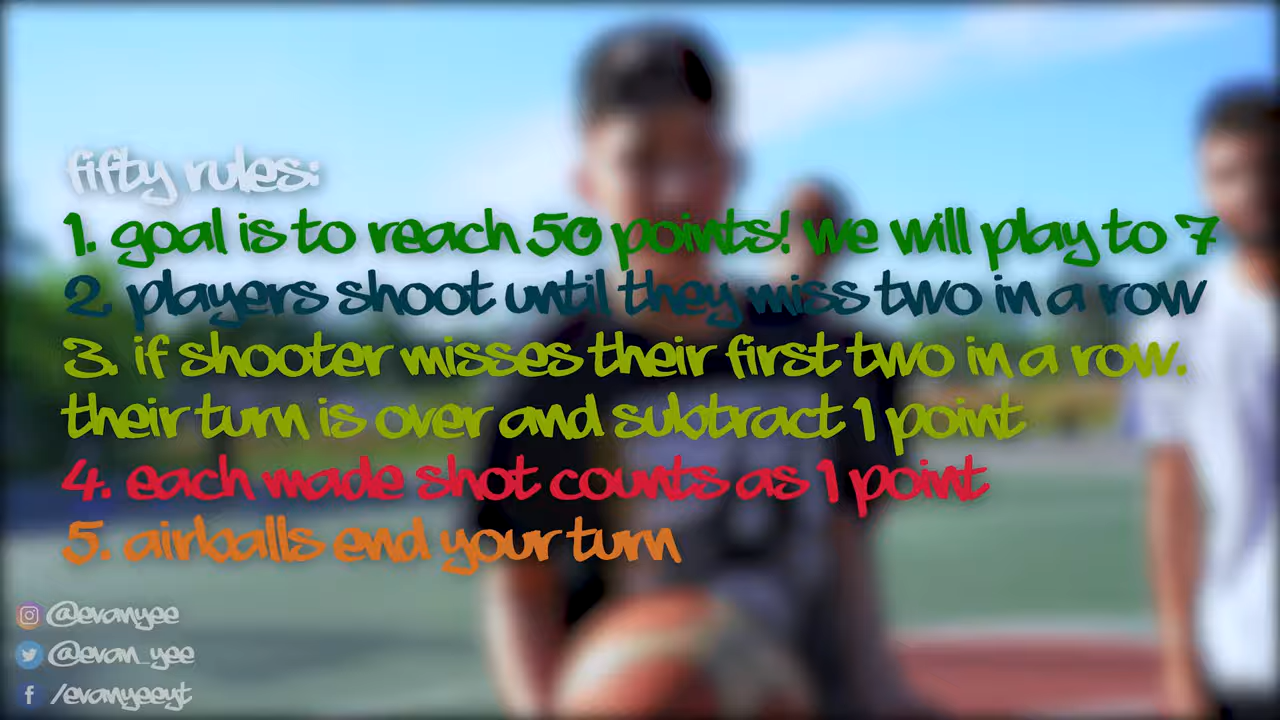 fifty rules:
1. goal is to reach 50 points! we will play to 7
2. players shoot until they miss two in a row
3. if shooter misses their first two in a row.
their turn is over and subtract 1 point
4. each made shot counts as 1 point
5. airballs end your turn
@evanyee
@evan_yee
/evanyeeyt